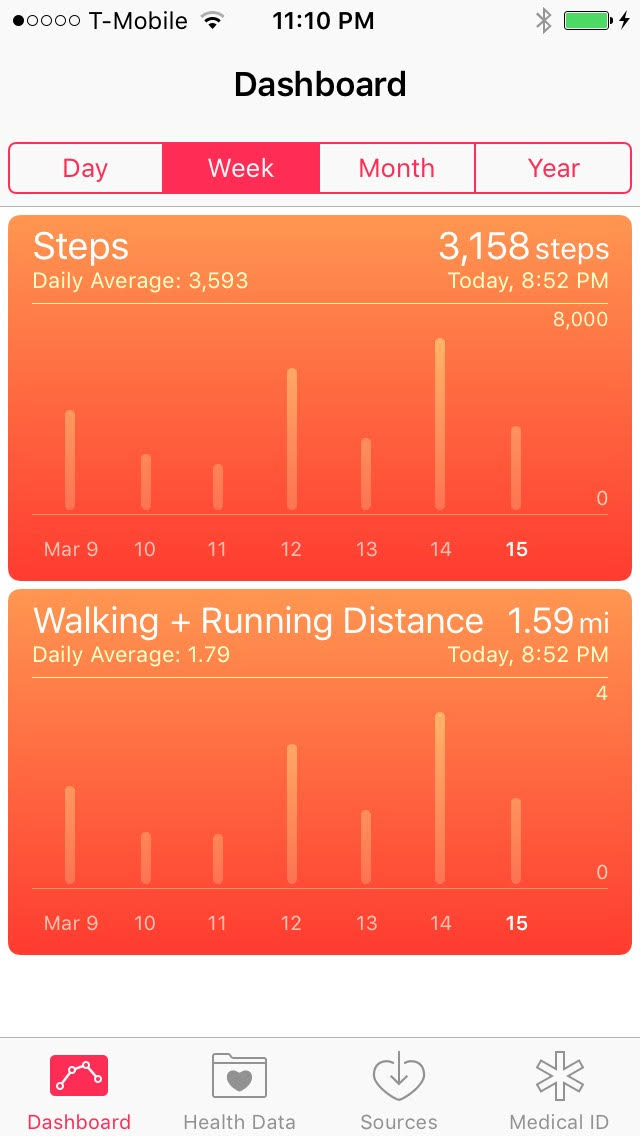 T-Mobile 11:10 PM
Dashboard
Day Week Month Year
Steps 3,158 steps
Daily Average: 3,593 Today, 8:52 PM
8,000
0
Mar 9 10 11 12 13 14 15
Walking + Running Distance 1.59 mi
Daily Average: 1.79 Today, 8:52 PM
4
0
Mar 9 10 11 12 13 14 15
Dashboard Health Data Sources Medical ID